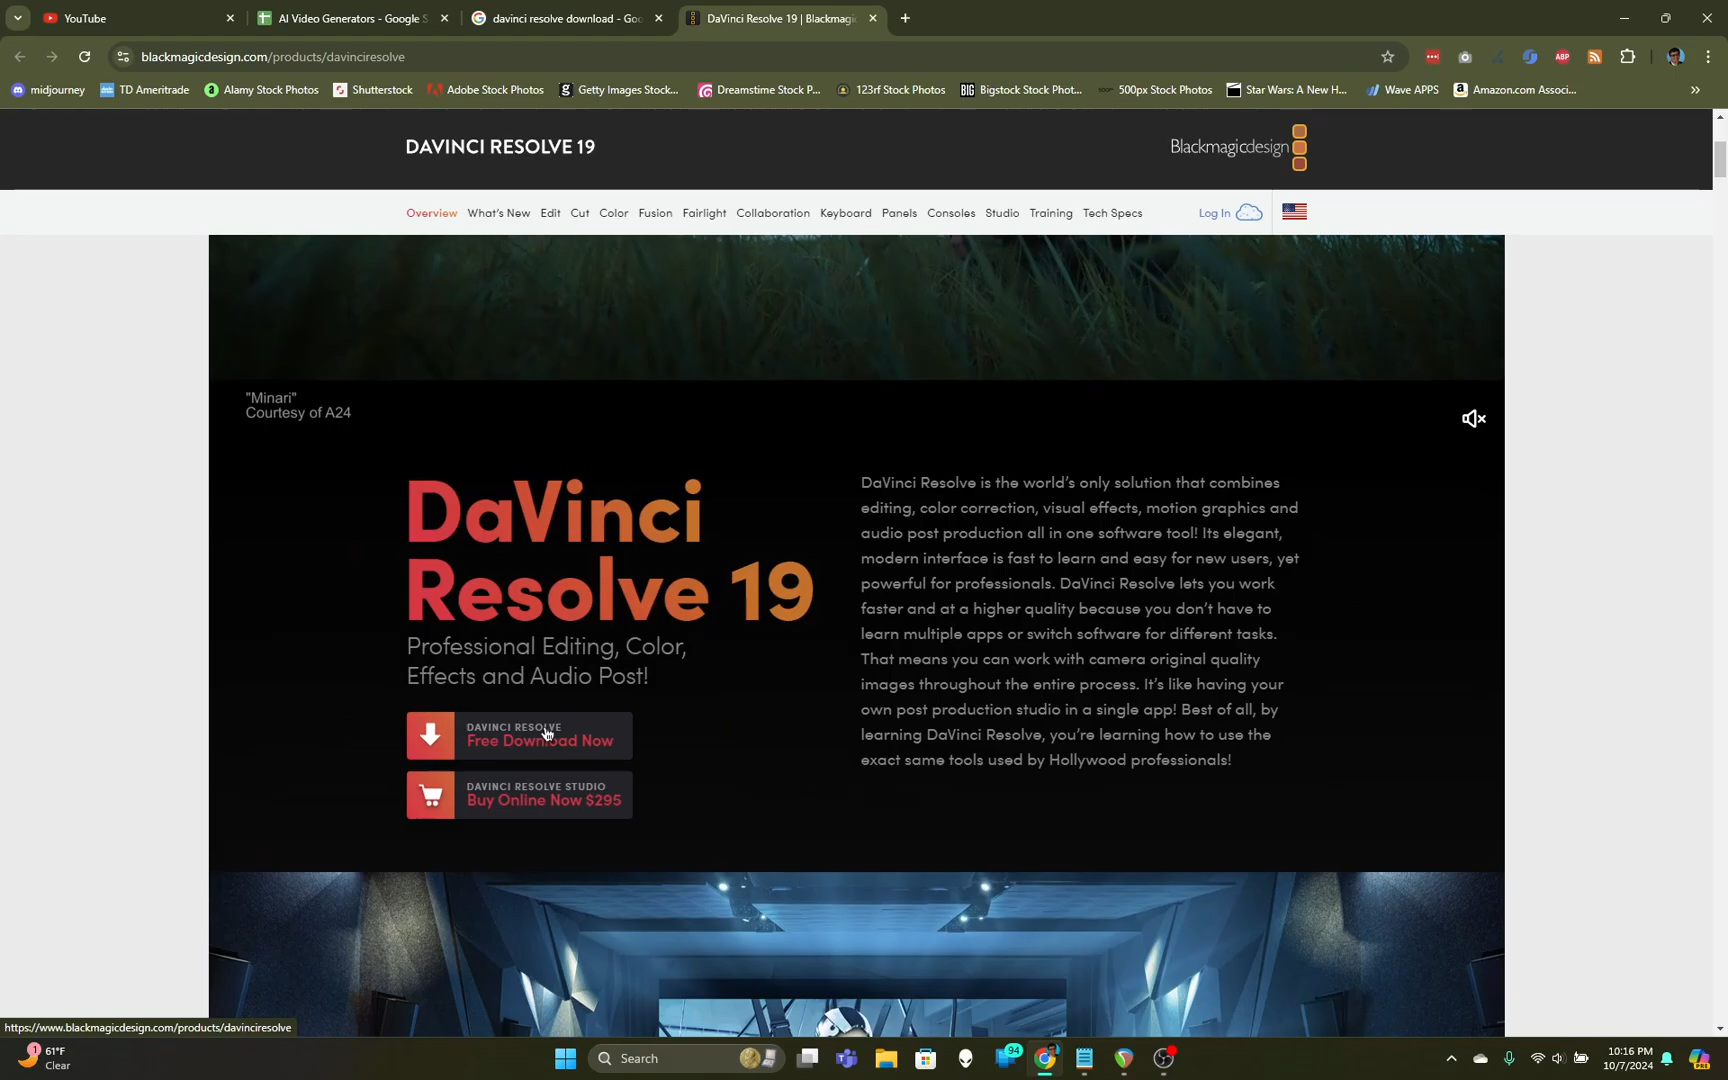 YouTube
AI Video Generators - Google S
davinci resolve download - Goo
DaVinci Resolve 19 | Blackmagic
blackmagicdesign.com/products/davinciresolve
ABP
midjourney
TD Ameritrade
Alamy Stock Photos
Shutterstock
Adobe Stock Photos
Getty Images Stock...
Dreamstime Stock P...
123rf Stock Photos
BIG Bigstock Stock Phot...
500px Stock Photos
Star Wars: A New H...
Wave APPS
Amazon.com Associ...
DAVINCI RESOLVE 19
Blackmagicdesign
Overview What's New Edit Cut Color Fusion Fairlight Collaboration Keyboard Panels Consoles Studio Training Tech Specs Log In
"Minari"
Courtesy of A24
DaVinci
Resolve 19
Professional Editing, Color,
Effects and Audio Post!
DAVINCI RESOLVE
Free Download Now
DAVINCI RESOLVE STUDIO
Buy Online Now $295
DaVinci Resolve is the world's only solution that combines
editing, color correction, visual effects, motion graphics and
audio post production all in one software tool! Its elegant,
modern interface is fast to learn and easy for new users, yet
powerful for professionals. DaVinci Resolve lets you work
faster and at a higher quality because you don't have to
learn multiple apps or switch software for different tasks.
That means you can work with camera original quality
images throughout the entire process. It's like having your
own post production studio in a single app! Best of all, by
learning DaVinci Resolve, you're learning how to use the
exact same tools used by Hollywood professionals!
https://www.blackmagicdesign.com/products/davinciresolve
1
61°F
Clear
Search
94
10:16 PM
10/7/2024
PRE